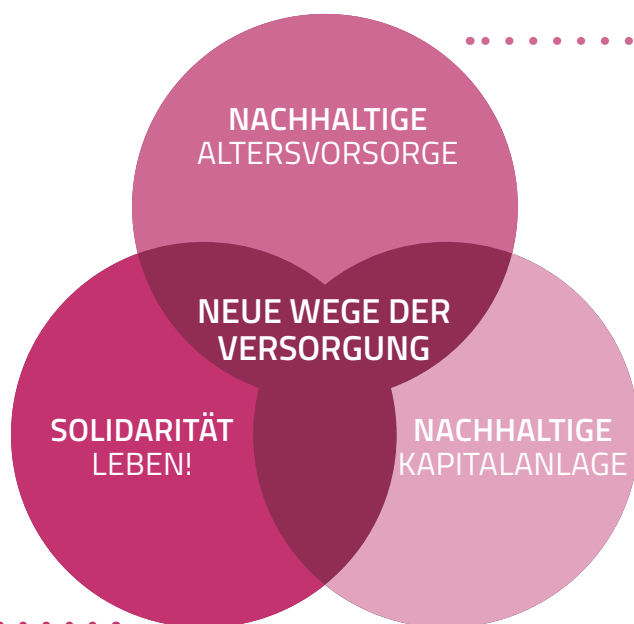 NACHHALTIGE
ALTERSVORSORGE
NEUE WEGE DER
VERSORGUNG
SOLIDARITÄT
LEBEN!
NACHHALTIGE
KAPITALANLAGE